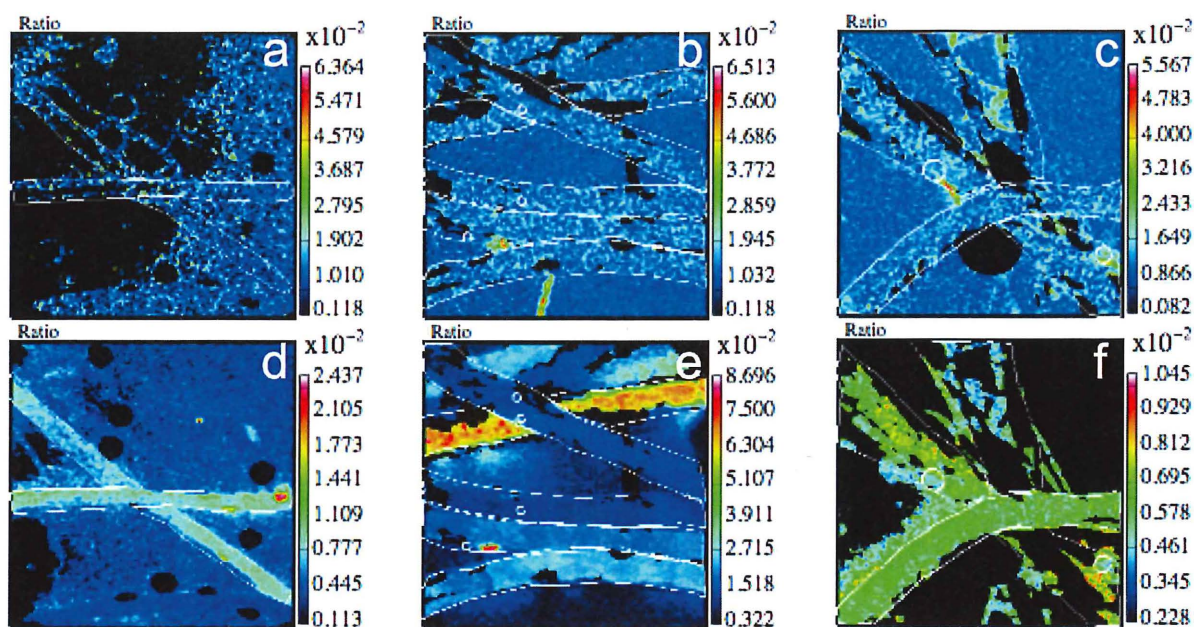 Ratio
a
x10⁻²
6.364
5.471
4.579
3.687
2.795
1.902
1.010
0.118
Ratio
b
x10⁻²
6.513
5.600
4.686
3.772
2.859
1.945
1.032
0.118
Ratio
c
x10⁻²
5.567
4.783
4.000
3.216
2.433
1.649
0.866
0.082
Ratio
d
x10⁻²
2.437
2.105
1.773
1.441
1.109
0.777
0.445
0.113
Ratio
e
x10⁻²
8.696
7.500
6.304
5.107
3.911
2.715
1.518
0.322
Ratio
f
x10⁻²
1.045
0.929
0.812
0.695
0.578
0.461
0.345
0.228